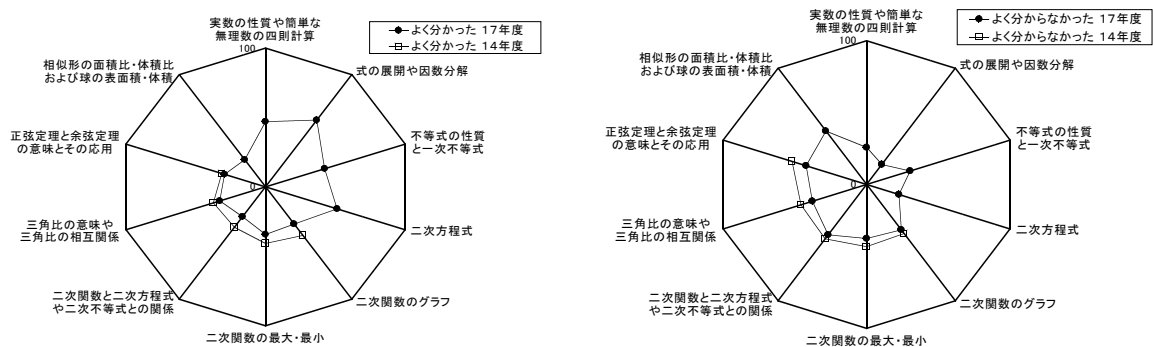 実数の性質や簡単な
無理数の四則計算
100
よく分かった 17年度
よく分かった 14年度
相似形の面積比・体積比
および球の表面積・体積
式の展開や因数分解
正弦定理と余弦定理
の意味とその応用
不等式の性質
と一次不等式
0
三角比の意味や
三角比の相互関係
二次方程式
二次関数と二次方程式
や二次不等式との関係
二次関数のグラフ
二次関数の最大・最小
実数の性質や簡単な
無理数の四則計算
100
よく分からなかった 17年度
よく分からなかった 14年度
相似形の面積比・体積比
および球の表面積・体積
式の展開や因数分解
正弦定理と余弦定理
の意味とその応用
不等式の性質
と一次不等式
0
三角比の意味や
三角比の相互関係
二次方程式
二次関数と二次方程式
や二次不等式との関係
二次関数のグラフ
二次関数の最大・最小